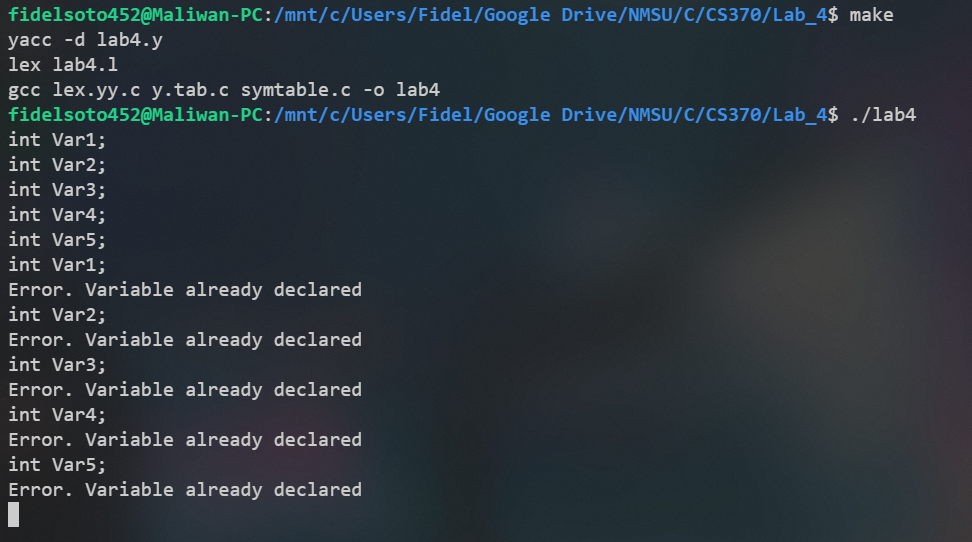 fidelsoto452@Maliwan-PC:/mnt/c/Users/Fidel/Google Drive/NMSU/C/CS370/Lab_4$ make
yacc -d lab4.y
lex lab4.l
gcc lex.yy.c y.tab.c symtable.c -o lab4
fidelsoto452@Maliwan-PC:/mnt/c/Users/Fidel/Google Drive/NMSU/C/CS370/Lab_4$ ./lab4
int Var1;
int Var2;
int Var3;
int Var4;
int Var5;
int Var1;
Error. Variable already declared
int Var2;
Error. Variable already declared
int Var3;
Error. Variable already declared
int Var4;
Error. Variable already declared
int Var5;
Error. Variable already declared